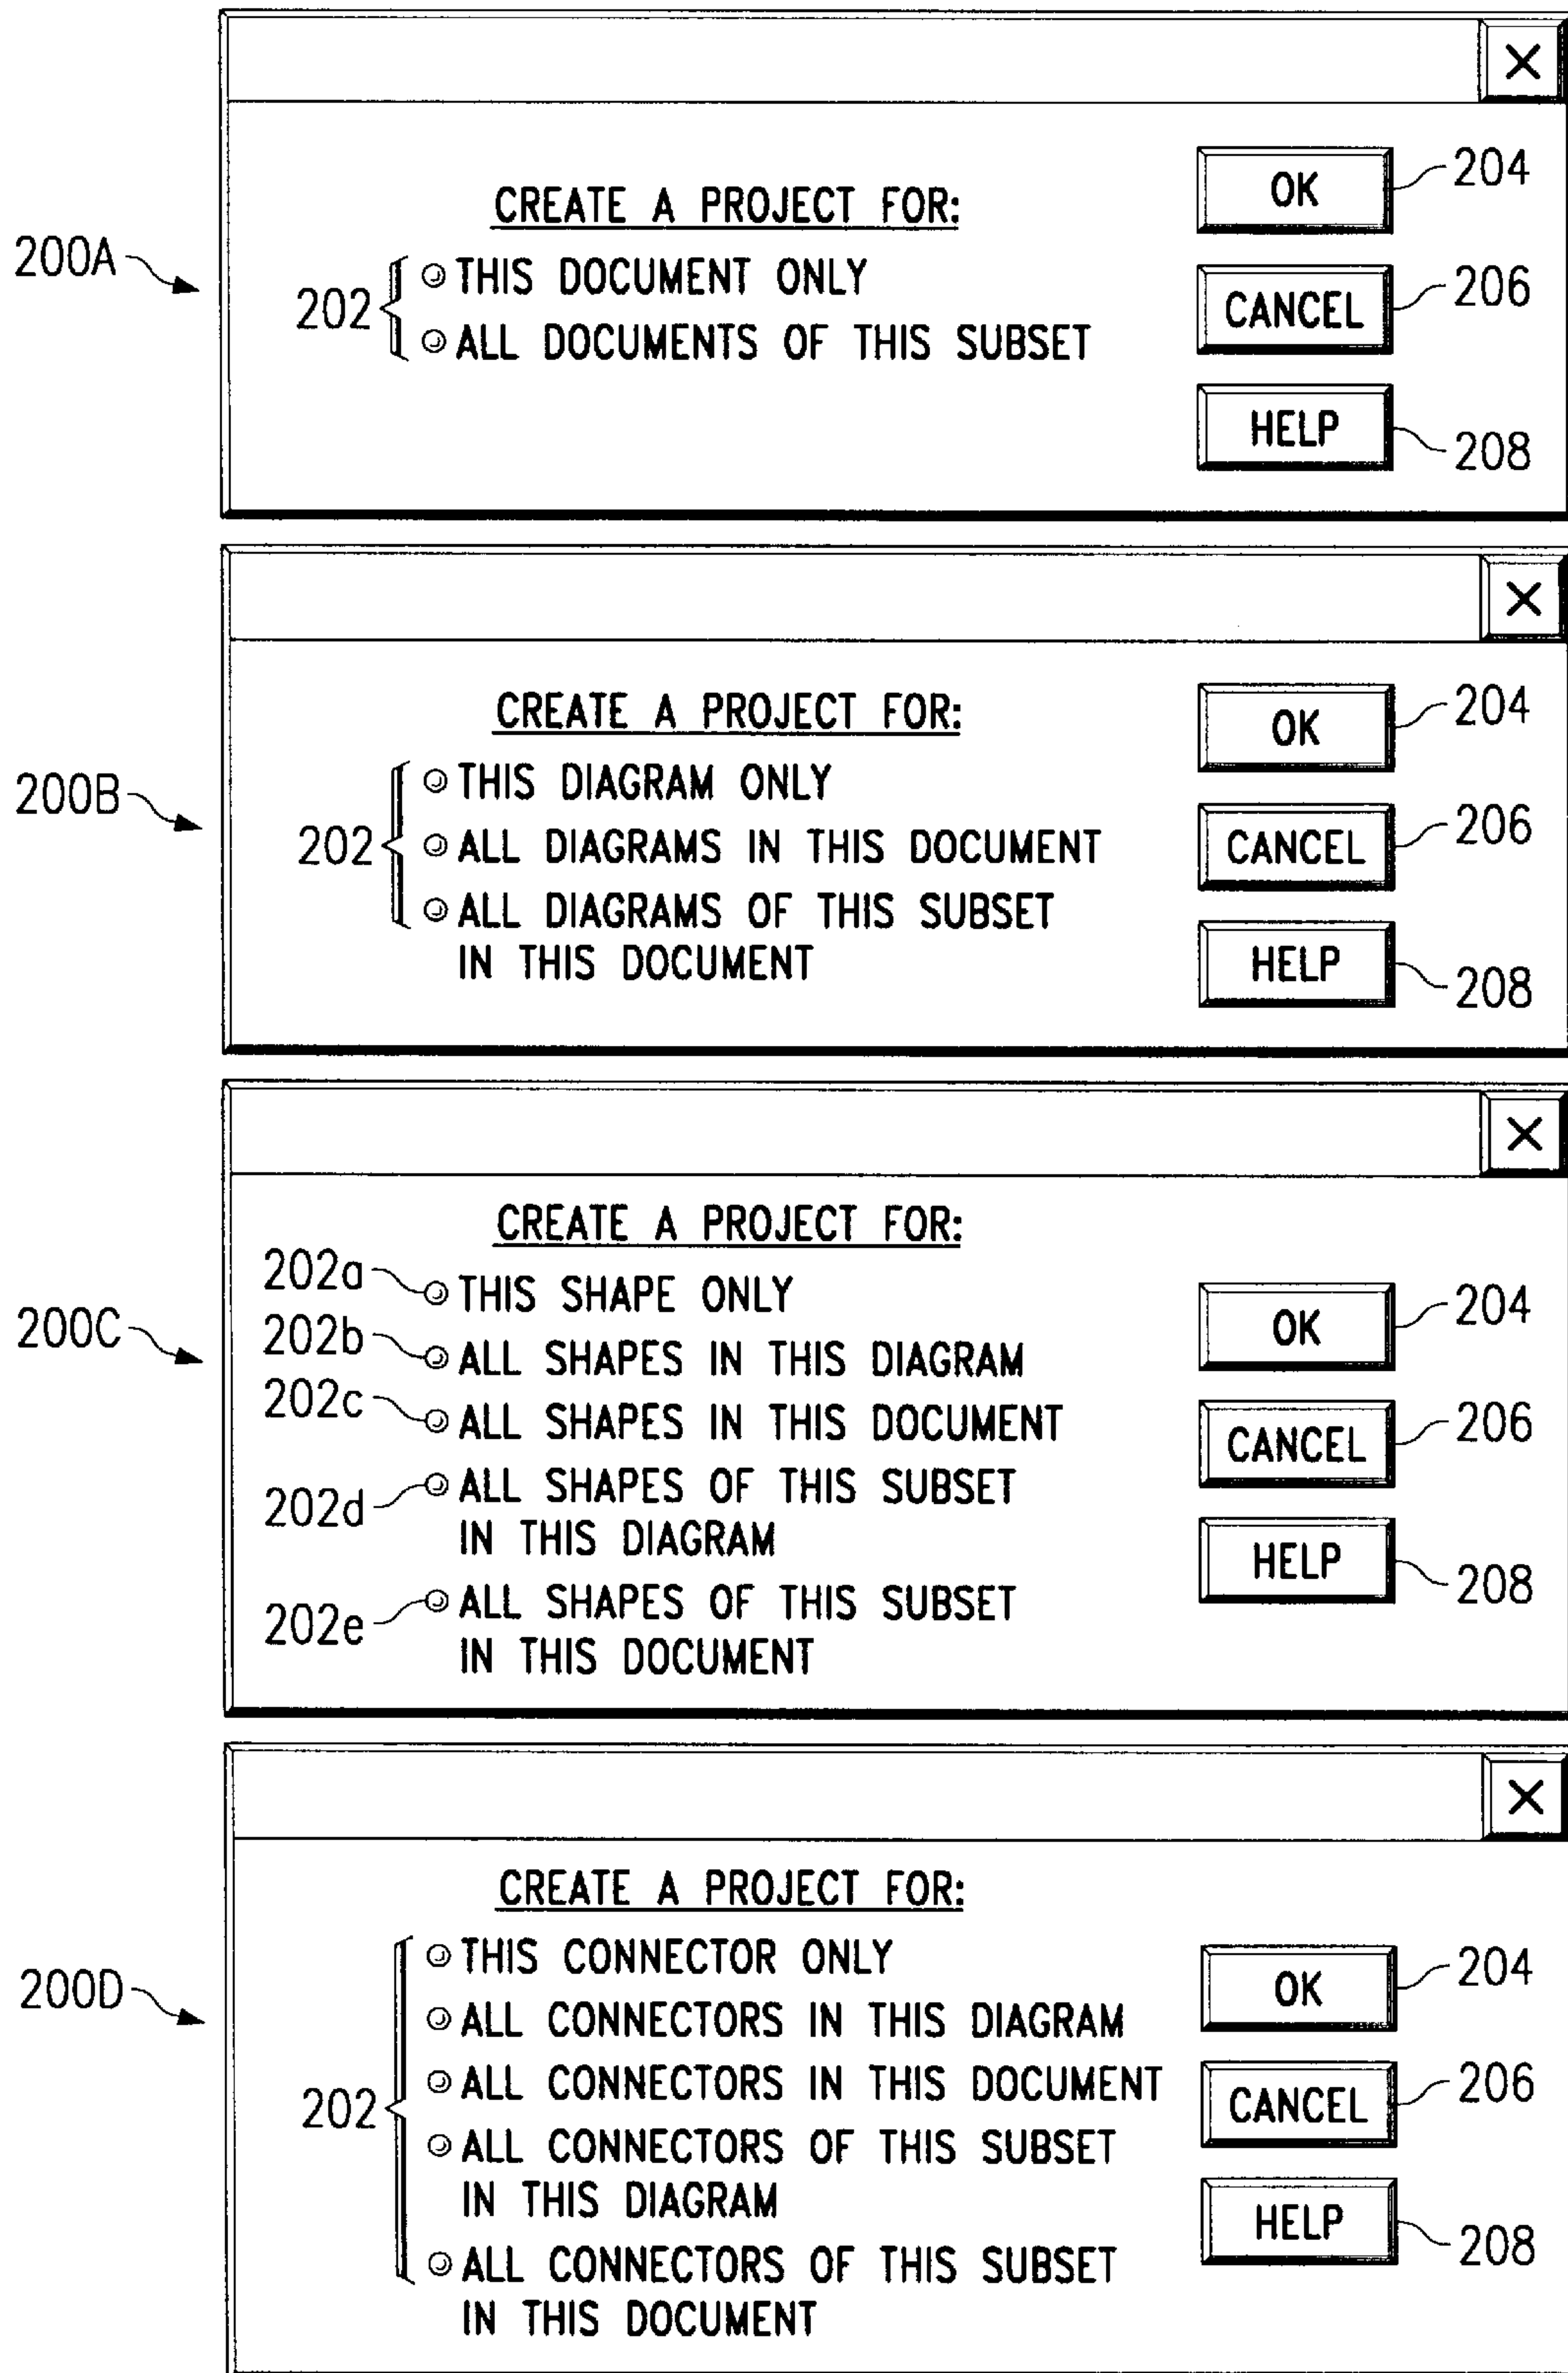 X
200A
CREATE A PROJECT FOR:
202
THIS DOCUMENT ONLY
ALL DOCUMENTS OF THIS SUBSET
OK
204
CANCEL
206
HELP
208
X
200B
CREATE A PROJECT FOR:
202
THIS DIAGRAM ONLY
ALL DIAGRAMS IN THIS DOCUMENT
ALL DIAGRAMS OF THIS SUBSET
IN THIS DOCUMENT
OK
204
CANCEL
206
HELP
208
X
200C
CREATE A PROJECT FOR:
202a THIS SHAPE ONLY
202b ALL SHAPES IN THIS DIAGRAM
202c ALL SHAPES IN THIS DOCUMENT
202d ALL SHAPES OF THIS SUBSET
IN THIS DIAGRAM
202e ALL SHAPES OF THIS SUBSET
IN THIS DOCUMENT
OK
204
CANCEL
206
HELP
208
X
200D
CREATE A PROJECT FOR:
202
THIS CONNECTOR ONLY
ALL CONNECTORS IN THIS DIAGRAM
ALL CONNECTORS IN THIS DOCUMENT
ALL CONNECTORS OF THIS SUBSET
IN THIS DIAGRAM
ALL CONNECTORS OF THIS SUBSET
IN THIS DOCUMENT
OK
204
CANCEL
206
HELP
208